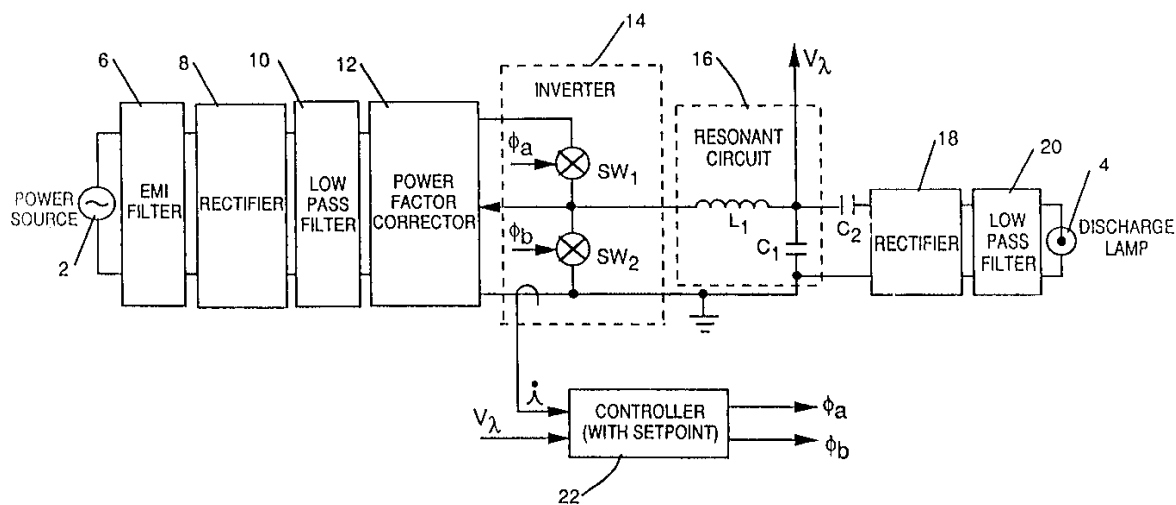 14
6
8
10
12
INVERTER
16
Vλ
RESONANT
CIRCUIT
18
20
4
ϕa
SW1
POWER
SOURCE
2
EMI
FILTER
RECTIFIER
LOW
PASS
FILTER
POWER
FACTOR
CORRECTOR
ϕb
SW2
L1
C1
C2
RECTIFIER
LOW
PASS
FILTER
DISCHARGE
LAMP
i
Vλ
CONTROLLER
(WITH SETPOINT)
ϕa
ϕb
22